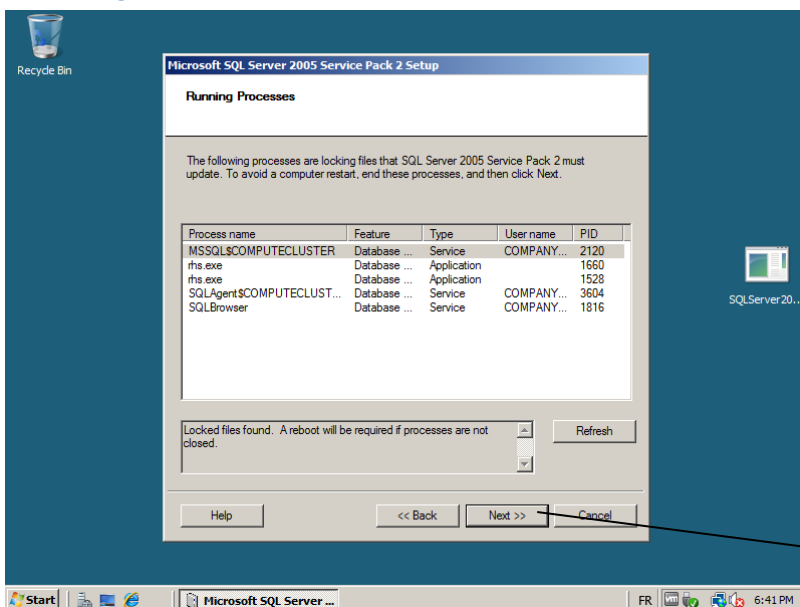 Recycle Bin
Microsoft SQL Server 2005 Service Pack 2 Setup
Running Processes
The following processes are locking files that SQL Server 2005 Service Pack 2 must
update. To avoid a computer restart, end these processes, and then click Next.
Process name Feature Type User name PID
MSSQL$COMPUTECLUSTER Database ... Service COMPANY... 2120
rhs.exe Database ... Application 1660
rhs.exe Database ... Application 1528
SQLAgent$COMPUTECLUST... Database ... Service COMPANY... 3604
SQLBrowser Database ... Service COMPANY... 1816
SQLServer20...
Locked files found. A reboot will be required if processes are not
closed.
Refresh
Help << Back Next >> Cancel
Start Microsoft SQL Server ... FR 6:41 PM